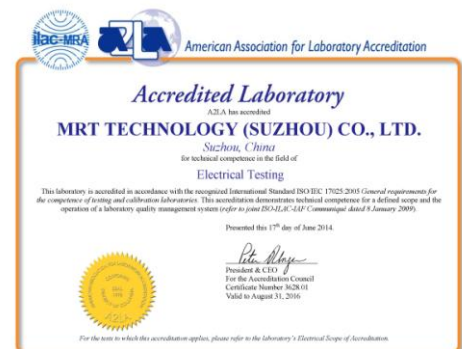 ilac-MRA
A2LA
American Association for Laboratory Accreditation
Accredited Laboratory
A2LA has accredited
MRT TECHNOLOGY (SUZHOU) CO., LTD.
Suzhou, China
for technical competence in the field of
Electrical Testing
This laboratory is accredited in accordance with the recognized International Standard ISO/IEC 17025:2005 General requirements for
the competence of testing and calibration laboratories. This accreditation demonstrates technical competence for a defined scope and the
operation of a laboratory quality management system (refer to joint ISO-ILAC-IAF Communiqué dated 8 January 2009).
Presented this 17th day of June 2014.
President & CEO
For the Accreditation Council
Certificate Number 3628.01
Valid to August 31, 2016
A2LA
For the tests to which this accreditation applies, please refer to the laboratory's Electrical Scope of Accreditation.